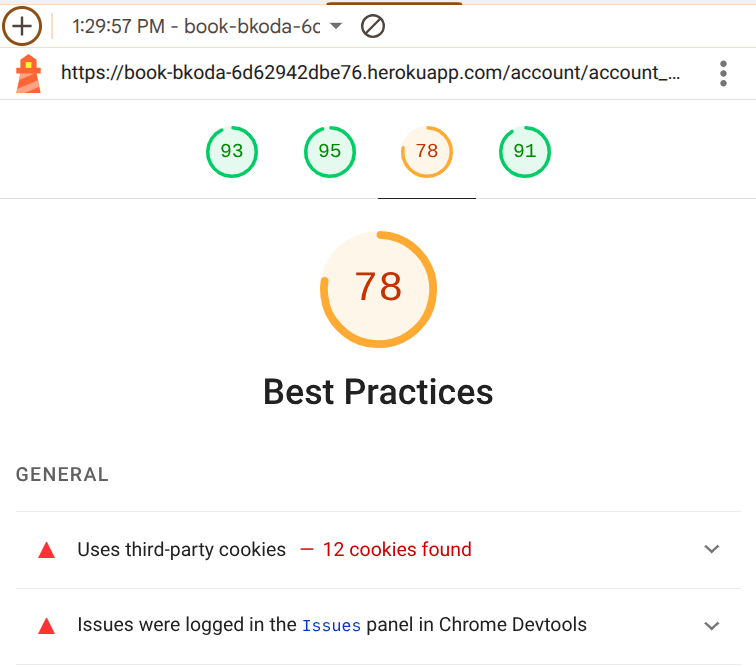 1:29:57 PM - book-bkoda-6c
https://book-bkoda-6d62942dbe76.herokuapp.com/account/account_...
93 95 78 91
78
Best Practices
GENERAL
Uses third-party cookies — 12 cookies found
Issues were logged in the Issues panel in Chrome Devtools